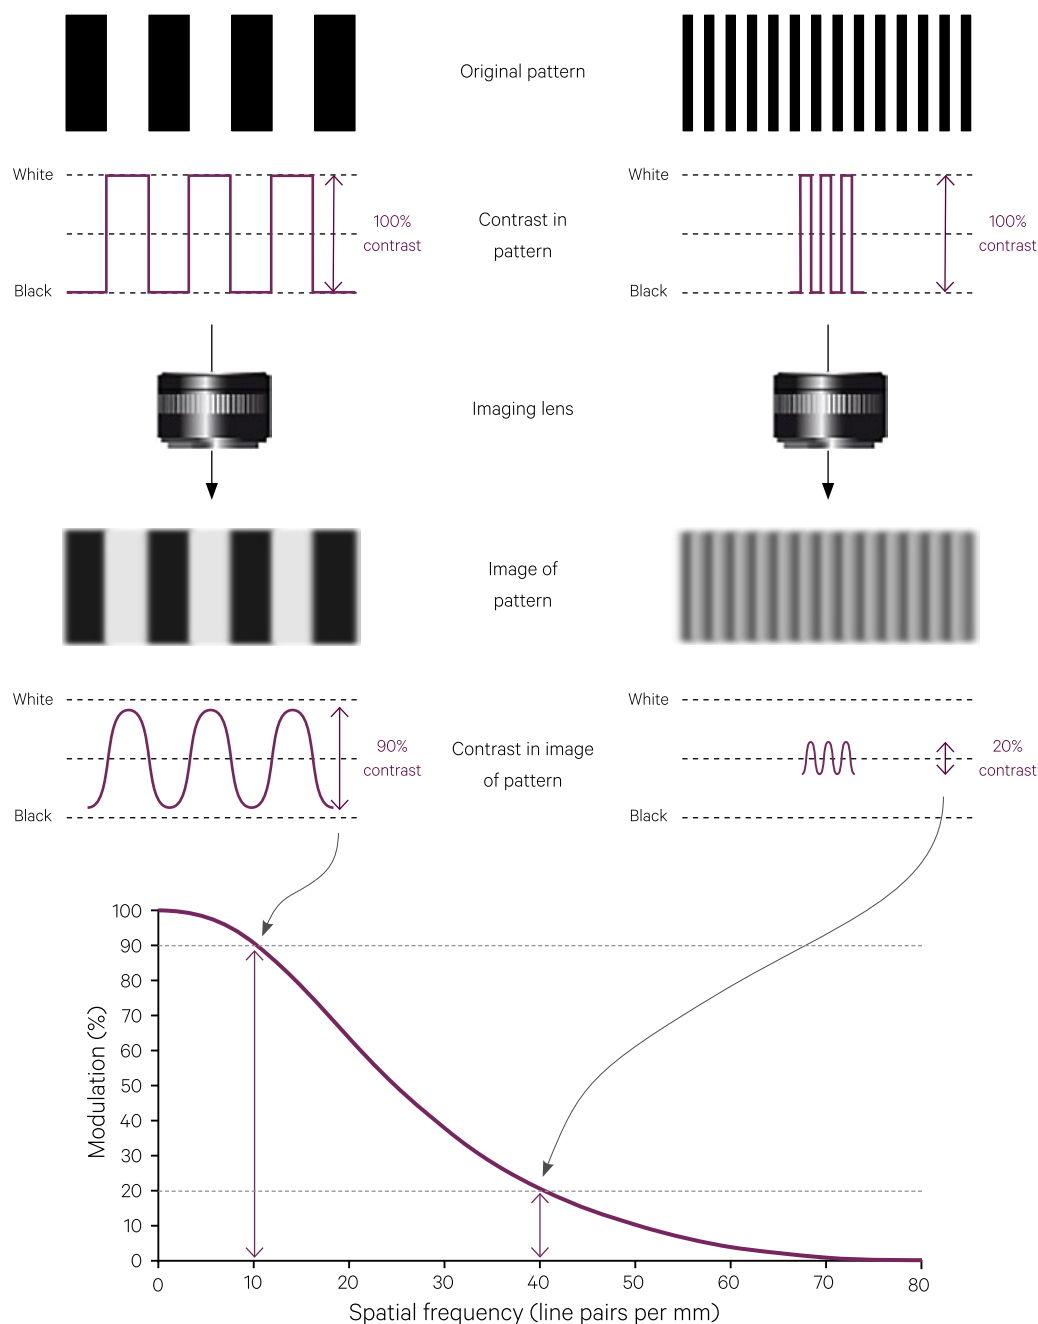 Original pattern
White
100%
contrast
Black
Contrast in
pattern
White
100%
contrast
Black
Imaging lens
Image of
pattern
White
90%
contrast
Black
Contrast in image
of pattern
White
20%
contrast
Black
100
90
80
70
60
50
40
30
20
10
0
Modulation (%)
0 10 20 30 40 50 60 70 80
Spatial frequency (line pairs per mm)